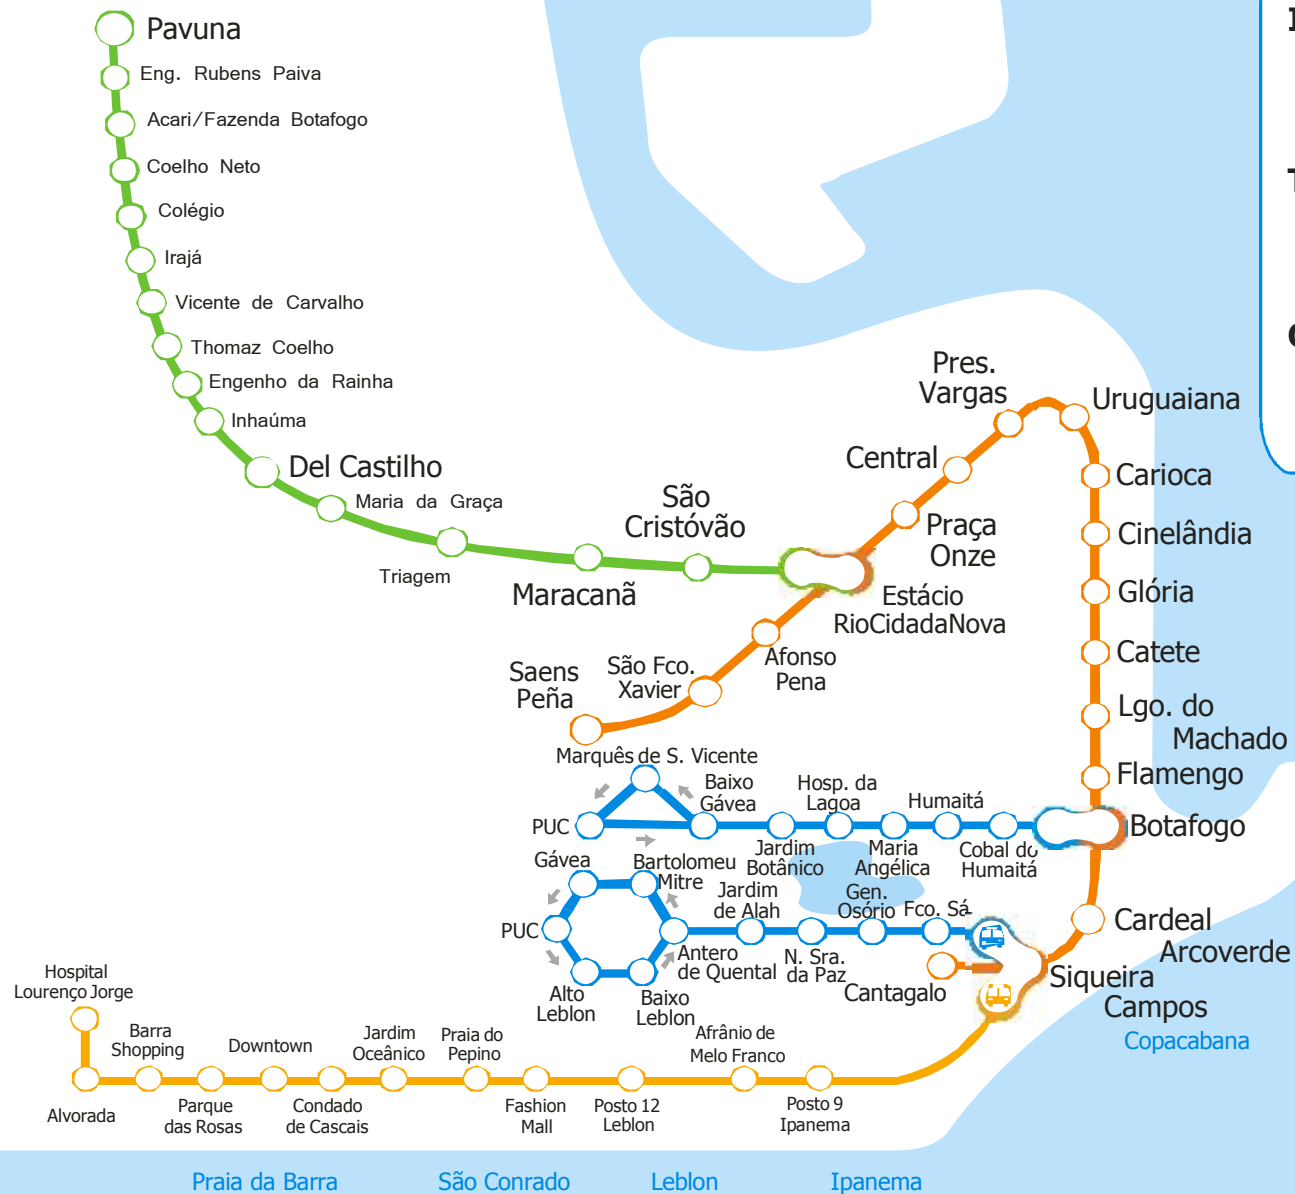 Pavuna
Eng. Rubens Paiva
Acari/Fazenda Botafogo
Coelho Neto
Colégio
Irajá
Vicente de Carvalho
Thomaz Coelho
Engenho da Rainha
Inhaúma
Del Castilho
Maria da Graça
Triagem
Maracanã
São
Cristóvão
Estácio
RioCidadaNova
Pres.
Vargas
Uruguaiana
Central
Praça
Onze
Carioca
Cinelândia
Glória
Catete
Lgo. do
Machado
Flamengo
Botafogo
Afonso
Pena
São Fco.
Xavier
Saens
Peña
Marquês de S. Vicente
PUC
Baixo
Gávea
Jardim
Botânico
Hosp. da
Lagoa
Maria
Angélica
Humaitá
Cobal do
Humaitá
Gávea
Bartolomeu
Mitre
PUC
Alto
Leblon
Baixo
Leblon
Antero
de Quental
Jardim
de Alah
N. Sra.
da Paz
Gen.
Osório
Fco. Sá
Cantagalo
Cardeal
Arcoverde
Siqueira
Campos
Copacabana
Hospital
Lourenço Jorge
Alvorada
Barra
Shopping
Parque
das Rosas
Downtown
Condado
de Cascais
Jardim
Oceânico
Praia do
Pepino
Fashion
Mall
Posto 12
Leblon
Afrânio de
Melo Franco
Posto 9
Ipanema
Praia da Barra
São Conrado
Leblon
Ipanema